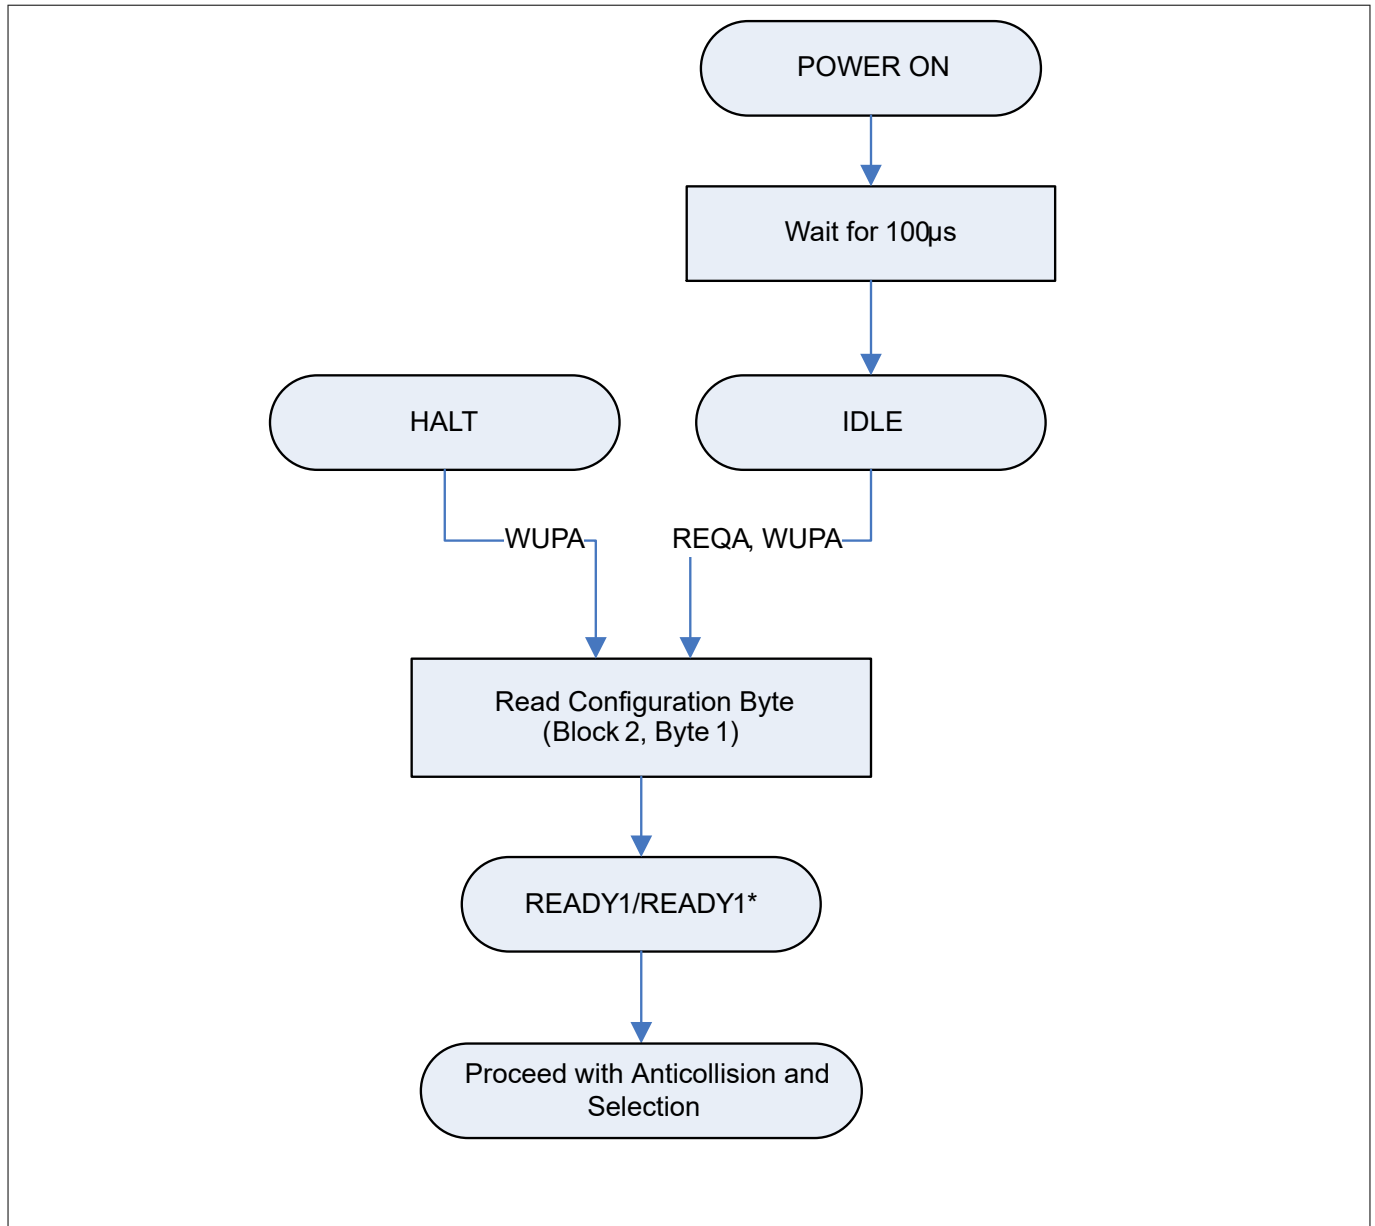 POWER ON
Wait for 100µs
HALT
IDLE
WUPA
REQA, WUPA
Read Configuration Byte
(Block 2, Byte 1)
READY1/READY1*
Proceed with Anticollision and
Selection